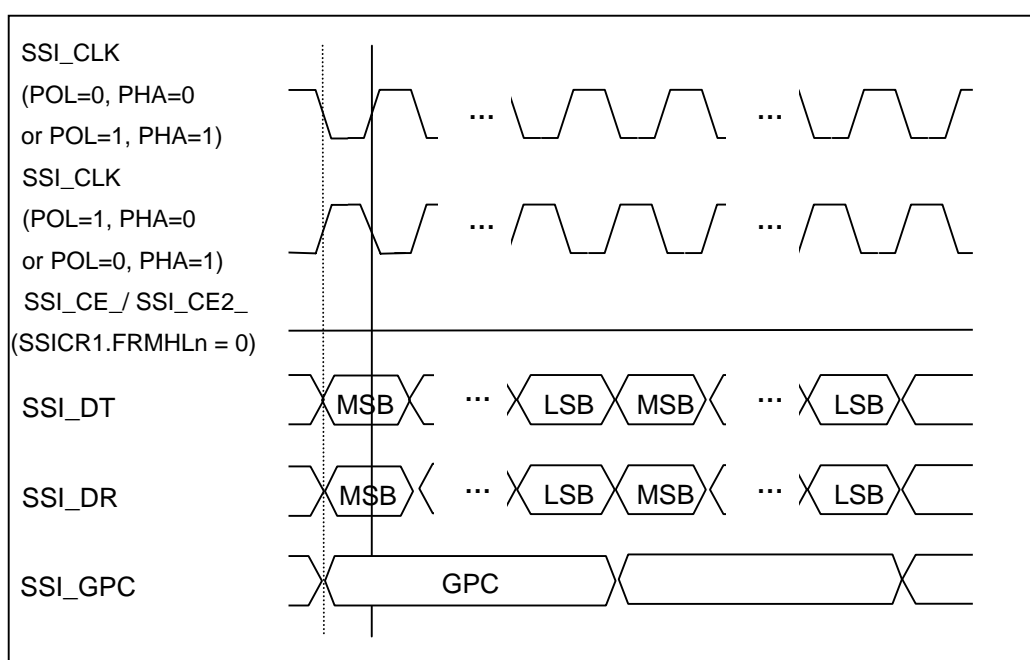 SSI_CLK
(POL=0, PHA=0
or POL=1, PHA=1)
... ...
SSI_CLK
(POL=1, PHA=0
or POL=0, PHA=1)
... ...
SSI_CE_/ SSI_CE2_
(SSICR1.FRMHLn = 0)
SSI_DT MSB ... LSB MSB ... LSB
SSI_DR MSB ... LSB MSB ... LSB
SSI_GPC GPC